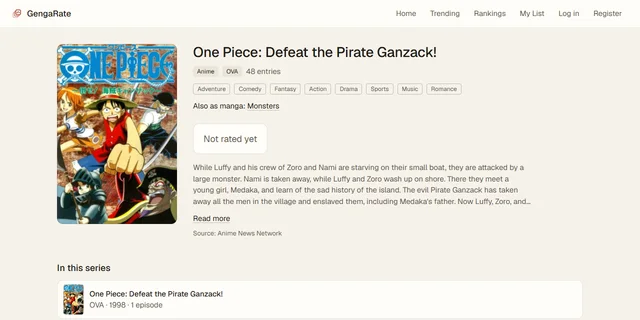 GengaRate
Home
Trending
Rankings
My List
Log in
Register
ONE PIECE
One Piece: Defeat the Pirate Ganzack!
Anime
OVA
48 entries
Adventure
Comedy
Fantasy
Action
Drama
Sports
Music
Romance
Also as manga: Monsters
Not rated yet
While Luffy and his crew of Zoro and Nami are starving on their small boat, they are attacked by a
large monster. Nami is taken away, while Luffy and Zoro wash up on shore. There they meet a
young girl, Medaka, and learn of the sad history of the island. The evil Pirate Ganzack has taken
away all the men in the village and enslaved them, including Medaka's father. Now Luffy, Zoro, and...
Read more
Source: Anime News Network
In this series
One Piece: Defeat the Pirate Ganzack!
OVA · 1998 · 1 episode